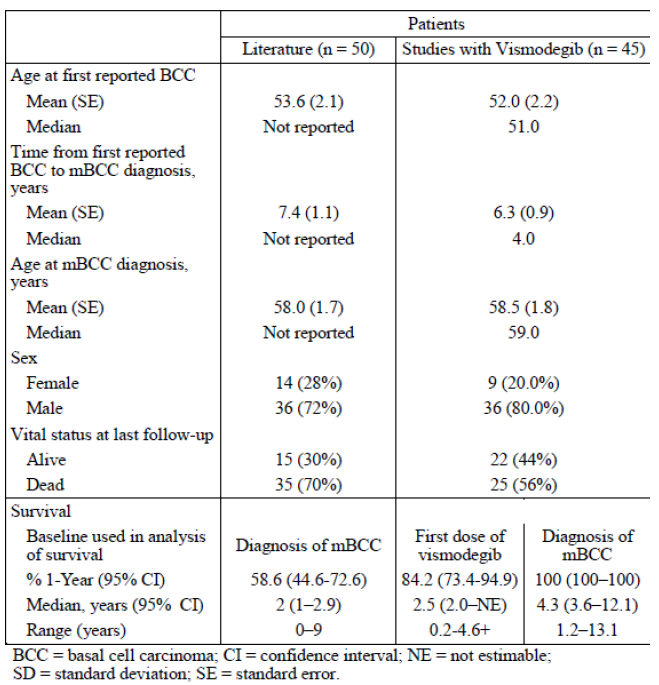 Patients
Literature (n = 50) Studies with Vismodegib (n = 45)
Age at first reported BCC
Mean (SE) 53.6 (2.1) 52.0 (2.2)
Median Not reported 51.0
Time from first reported
BCC to mBCC diagnosis,
years
Mean (SE) 7.4 (1.1) 6.3 (0.9)
Median Not reported 4.0
Age at mBCC diagnosis,
years
Mean (SE) 58.0 (1.7) 58.5 (1.8)
Median Not reported 59.0
Sex
Female 14 (28%) 9 (20.0%)
Male 36 (72%) 36 (80.0%)
Vital status at last follow-up
Alive 15 (30%) 22 (44%)
Dead 35 (70%) 25 (56%)
Survival
Baseline used in analysis
of survival
Diagnosis of mBCC
First dose of
vismodegib
Diagnosis of
mBCC
% 1-Year (95% CI) 58.6 (44.6-72.6) 84.2 (73.4-94.9) 100 (100–100)
Median, years (95% CI) 2 (1–2.9) 2.5 (2.0–NE) 4.3 (3.6–12.1)
Range (years) 0–9 0.2-4.6+ 1.2–13.1
BCC = basal cell carcinoma; CI = confidence interval; NE = not estimable;
SD = standard deviation; SE = standard error.